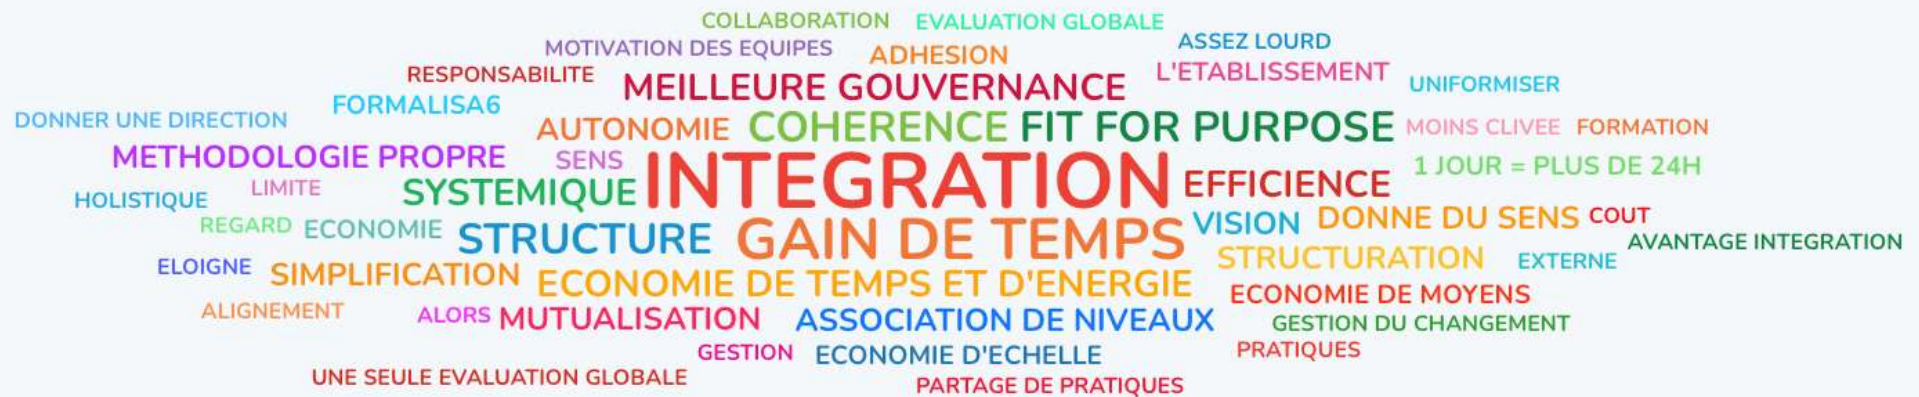 COLLABORATION EVALUATION GLOBALE
MOTIVATION DES EQUIPES ADHESION ASSEZ LOURD
RESPONSABILITE MEILLEURE GOUVERNANCE L'ETABLISSEMENT UNIFORMISER
DONNER UNE DIRECTION FORMALISA6 AUTONOMIE COHERENCE FIT FOR PURPOSE MOINS CLIVEE FORMATION
METHODOLOGIE PROPRE SENS INTEGRATION EFFICIENCE 1 JOUR = PLUS DE 24H
HOLISTIQUE LIMITE SYSTEMIQUE
REGARD ECONOMIE STRUCTURE GAIN DE TEMPS VISION DONNE DU SENS COUT
ELOIGNE SIMPLIFICATION ECONOMIE DE TEMPS ET D'ENERGIE STRUCTURATION EXTERNE AVANTAGE INTEGRATION
ALIGNEMENT ALORS MUTUALISATION ASSOCIATION DE NIVEAUX ECONOMIE DE MOYENS
GESTION DU CHANGEMENT
GESTION ECONOMIE D'ECHELLE PRATIQUES
UNE SEULE EVALUATION GLOBALE PARTAGE DE PRATIQUES